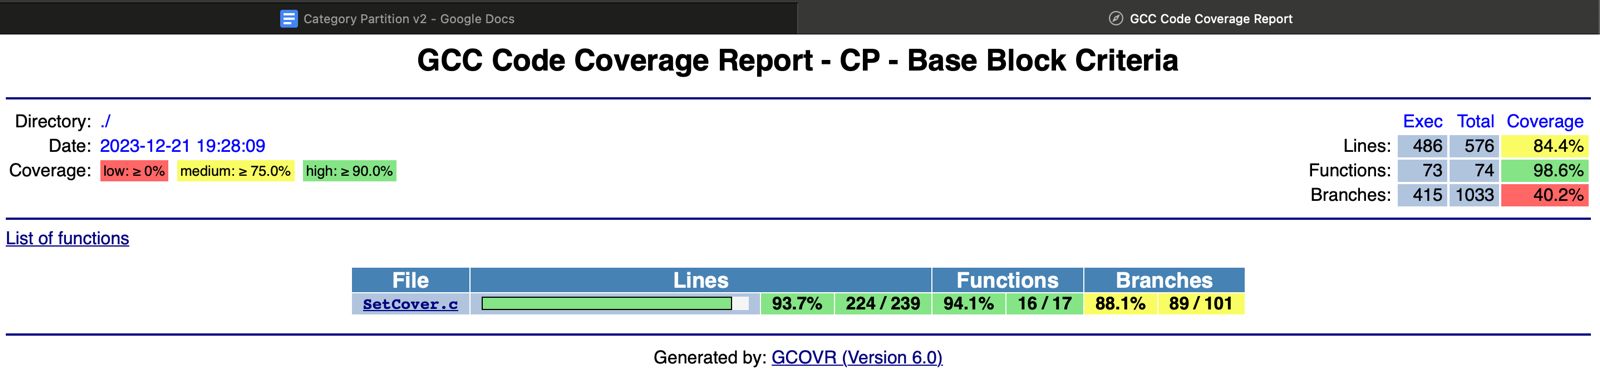 Category Partition v2 - Google Docs
GCC Code Coverage Report
GCC Code Coverage Report - CP - Base Block Criteria
Directory: ./
Date: 2023-12-21 19:28:09
Coverage: low: ≥ 0% medium: ≥ 75.0% high: ≥ 90.0%
Exec Total Coverage
Lines: 486 576 84.4%
Functions: 73 74 98.6%
Branches: 415 1033 40.2%
List of functions
File Lines Functions Branches
SetCover.c 93.7% 224 / 239 94.1% 16 / 17 88.1% 89 / 101
Generated by: GCOVR (Version 6.0)